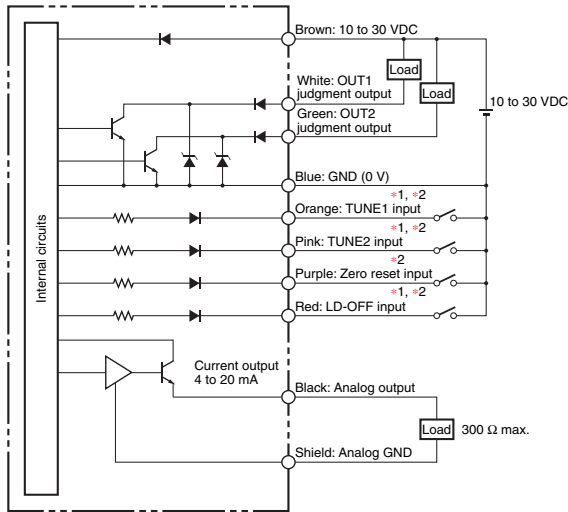 Brown: 10 to 30 VDC
Load
White: OUT1
judgment output
Load
10 to 30 VDC
Green: OUT2
judgment output
Blue: GND (0 V)
*1, *2
Orange: TUNE1 input
*1, *2
Pink: TUNE2 input
*2
Purple: Zero reset input
*1, *2
Red: LD-OFF input
Internal circuits
Current output
4 to 20 mA
Black: Analog output
Load
300 Ω max.
Shield: Analog GND